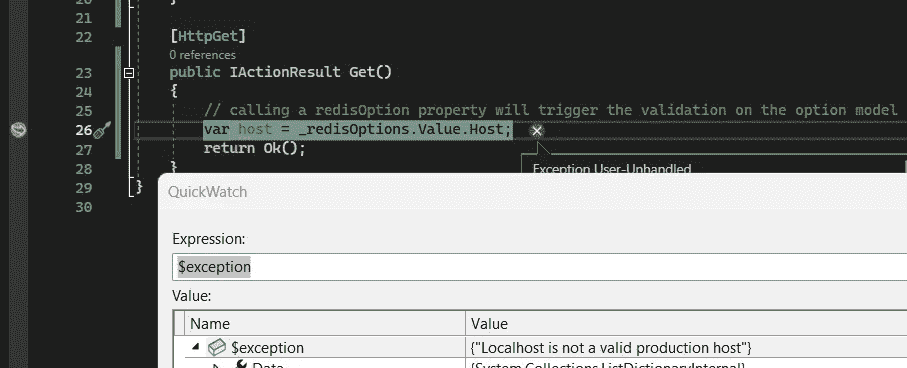 20 }
21
22 [HttpGet]
0 references
23 public IActionResult Get()
24 {
25 // calling a redisOption property will trigger the validation on the option model
26 var host = _redisOptions.Value.Host;
27 return Ok();
28 }
Exception User-Unhandled
29 }
30
QuickWatch
Expression:
$exception
Value:
Name Value
$exception {"Localhost is not a valid production host"}
Data {System.Collections.ListDictionaryInternal}